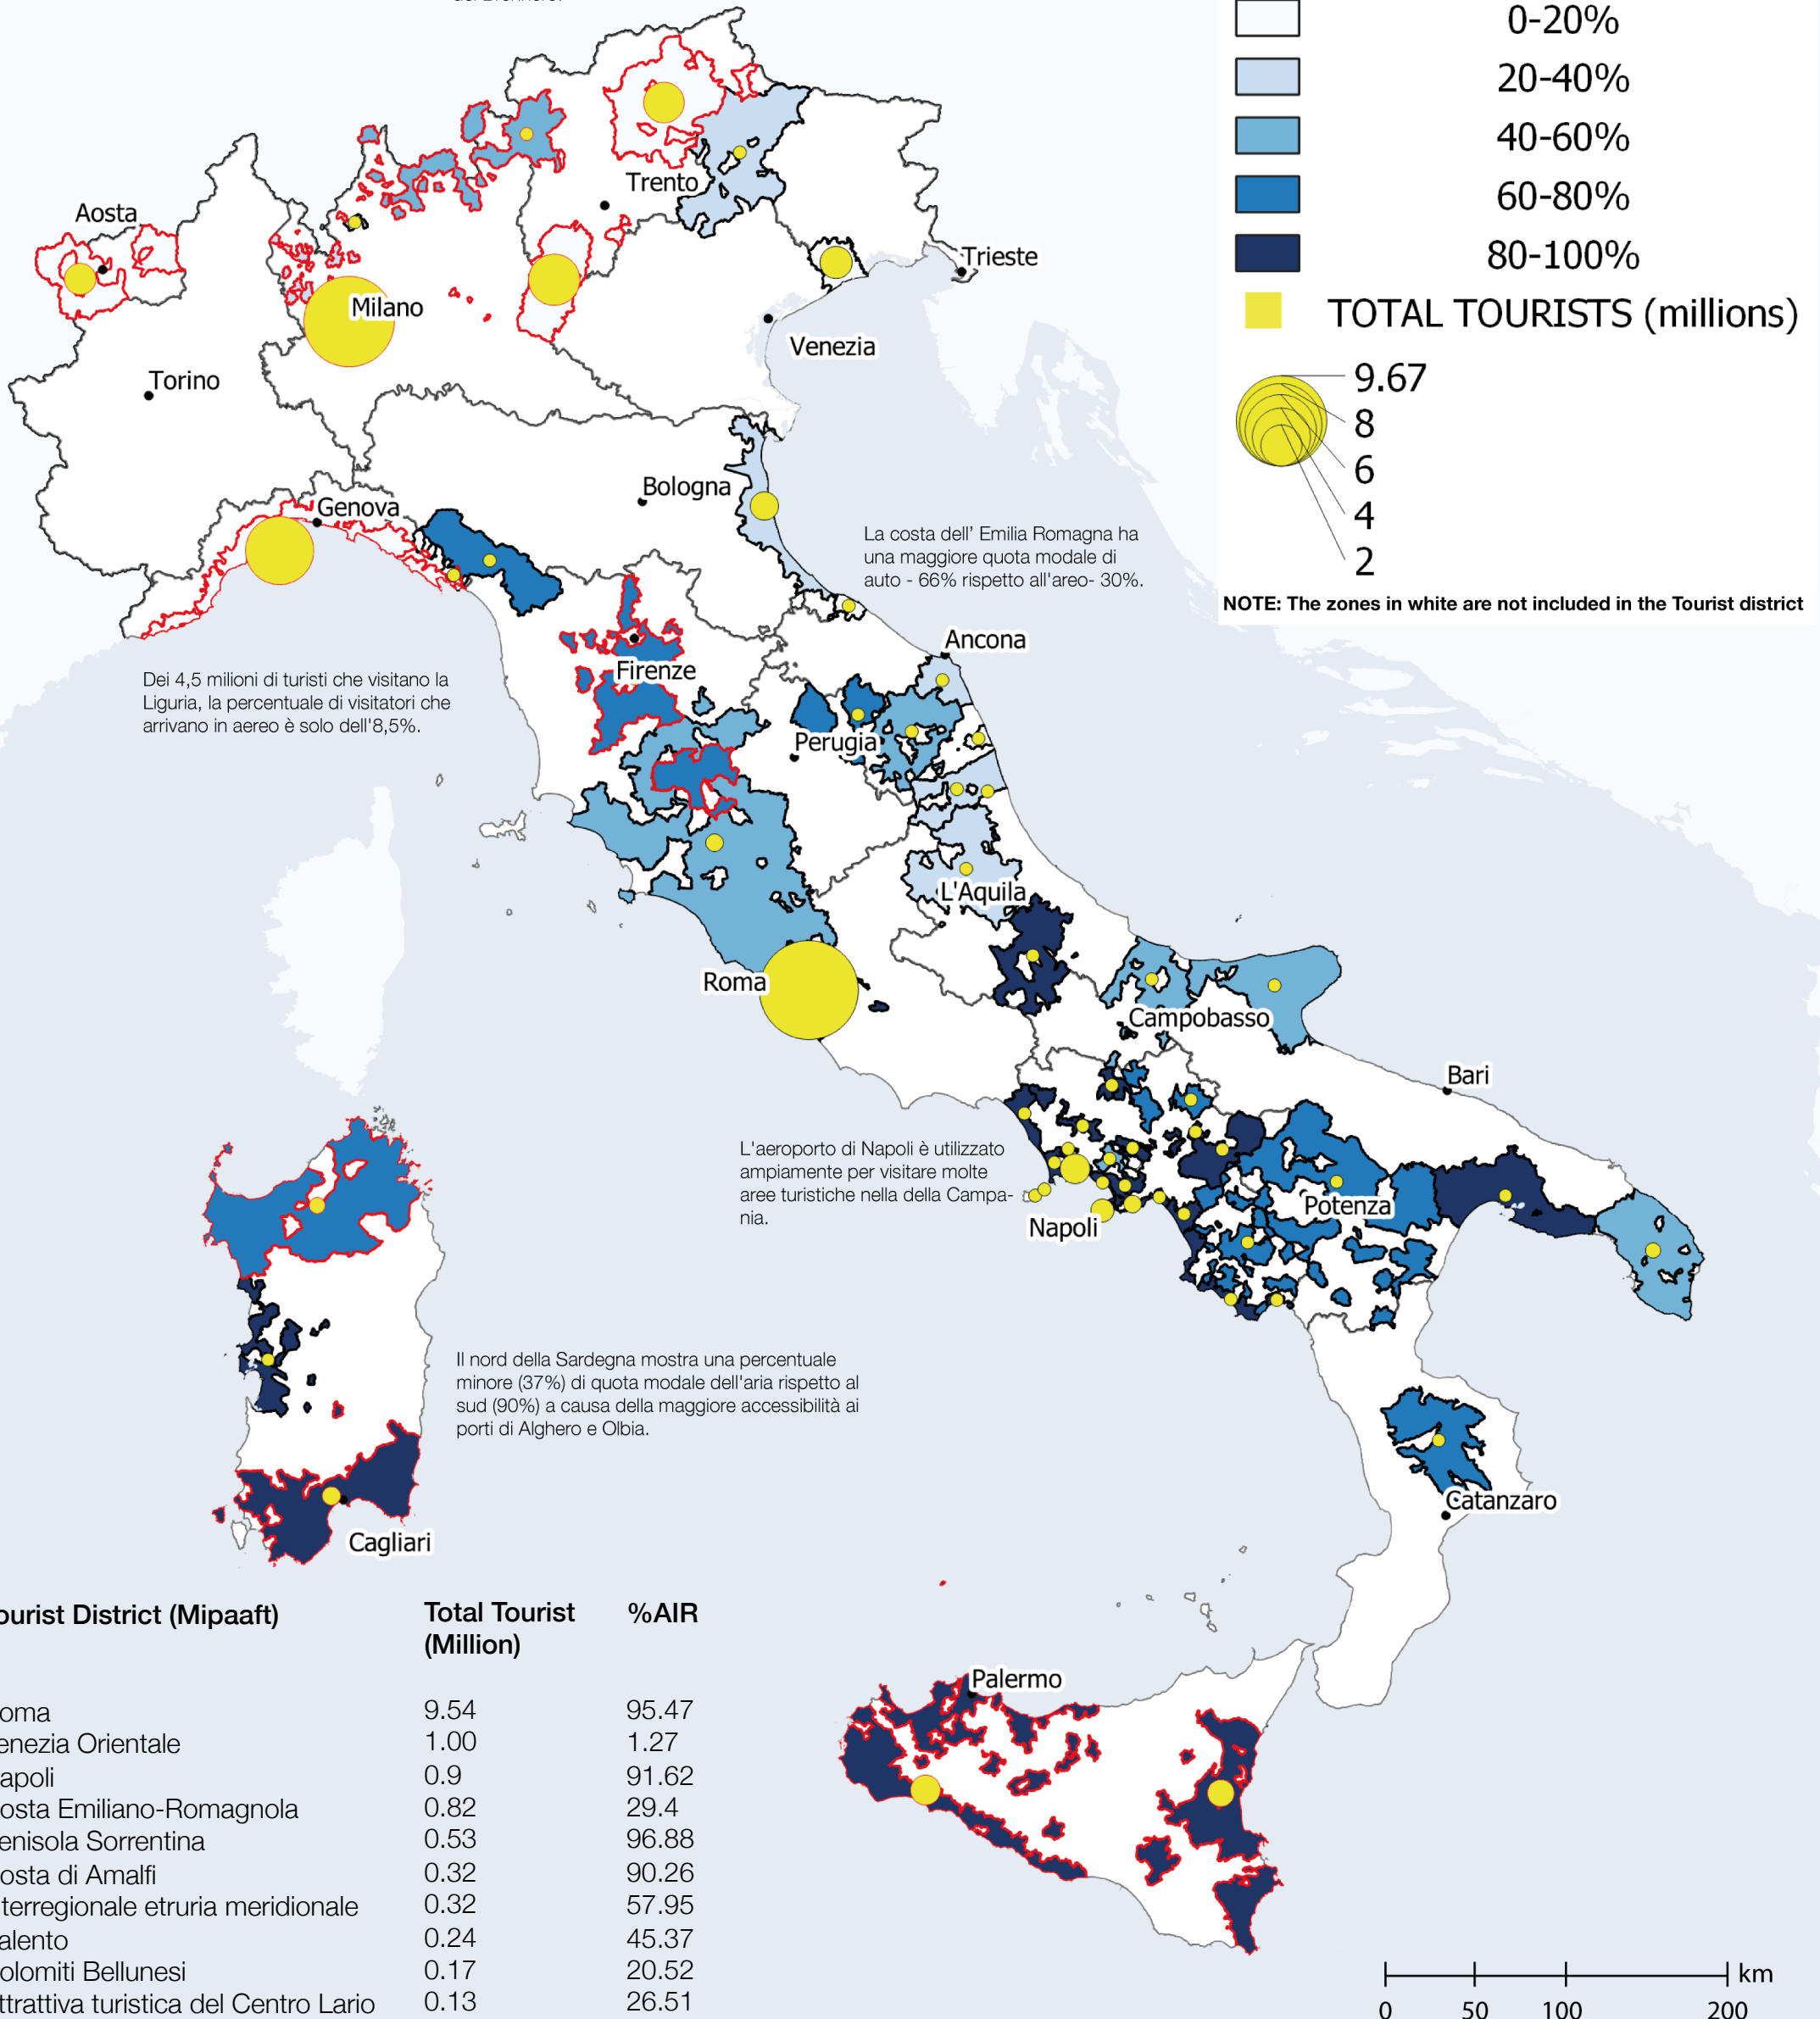 0-20%
20-40%
40-60%
60-80%
80-100%
TOTAL TOURISTS (millions)
9.67
8
6
4
2
NOTE: The zones in white are not included in the Tourist district
Trento
Aosta
Trieste
Milano
Venezia
Torino
Bologna
Genova
La costa dell' Emilia Romagna ha
una maggiore quota modale di
auto - 66% rispetto all'areo- 30%.
Ancona
Firenze
Dei 4,5 milioni di turisti che visitano la
Liguria, la percentuale di visitatori che
arrivano in aereo è solo dell'8,5%.
Perugia
L'Aquila
Roma
Campobasso
Bari
L'aeroporto di Napoli è utilizzato
ampiamente per visitare molte
aree turistiche nella della Campa-
nia.
Potenza
Napoli
Il nord della Sardegna mostra una percentuale
minore (37%) di quota modale dell'aria rispetto al
sud (90%) a causa della maggiore accessibilità ai
porti di Alghero e Olbia.
Catanzaro
Cagliari
ourist District (Mipaaft) Total Tourist (Million) %AIR
oma 9.54 95.47
enezia Orientale 1.00 1.27
apoli 0.9 91.62
osta Emiliano-Romagnola 0.82 29.4
enisola Sorrentina 0.53 96.88
osta di Amalfi 0.32 90.26
terregionale etruria meridionale 0.32 57.95
alento 0.24 45.37
olomiti Bellunesi 0.17 20.52
ttrattiva turistica del Centro Lario 0.13 26.51
Palermo
km
0 50 100 200